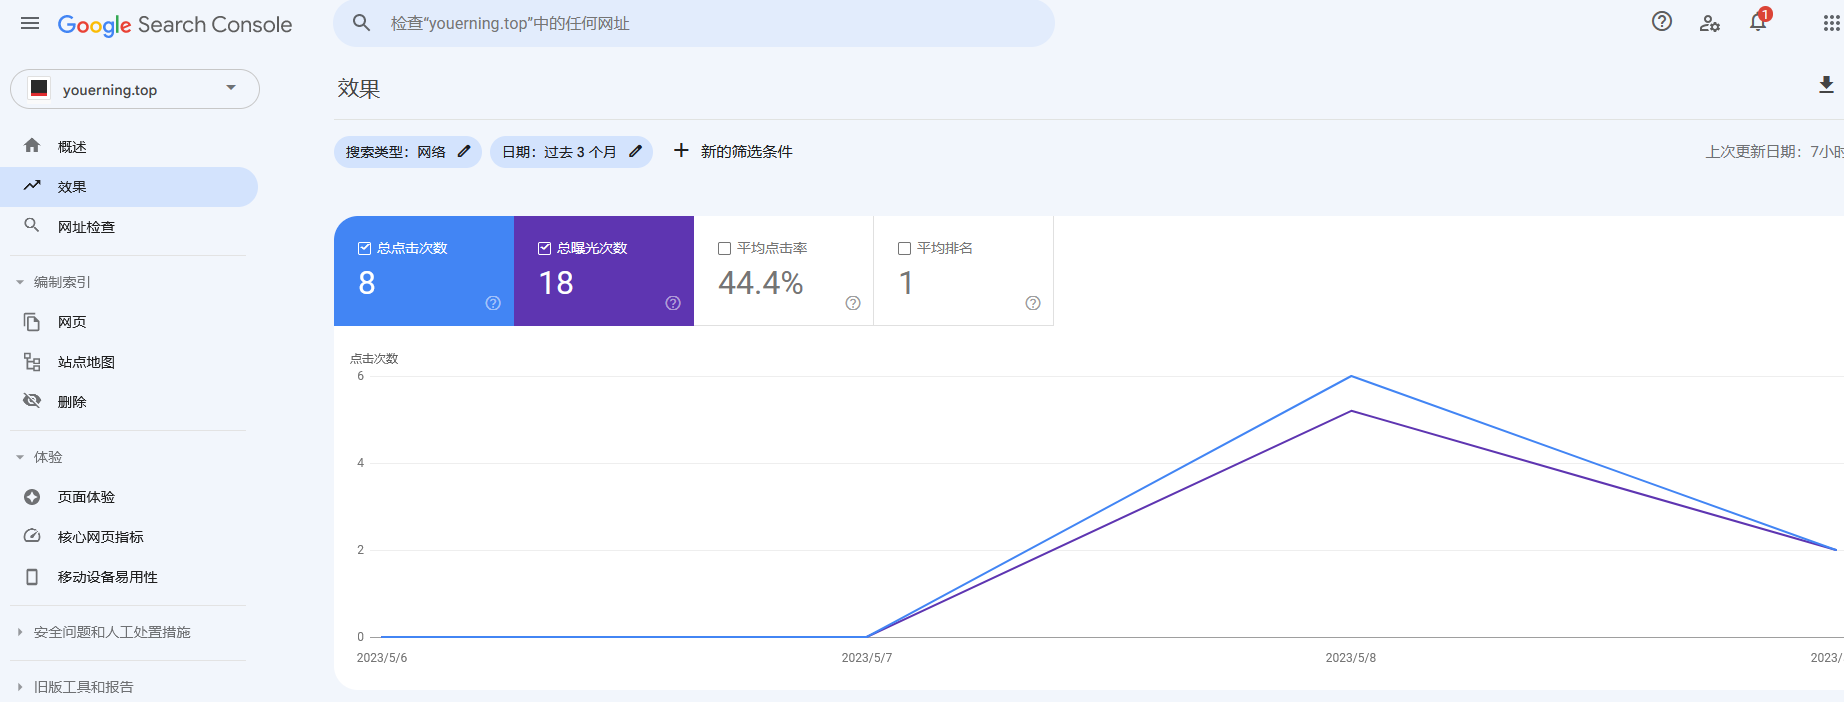 Google Search Console
检查“youerning.top”中的任何网址
1
youerning.top
效果
概述
效果
网址检查
编制索引
网页
站点地图
删除
体验
页面体验
核心网页指标
移动设备易用性
安全问题和人工处置措施
旧版工具和报告
搜索类型：网络
日期：过去 3 个月
新的筛选条件
上次更新日期：7小时
总点击次数
8
总曝光次数
18
平均点击率
44.4%
平均排名
1
点击次数
6
4
2
0
2023/5/6
2023/5/7
2023/5/8
2023/